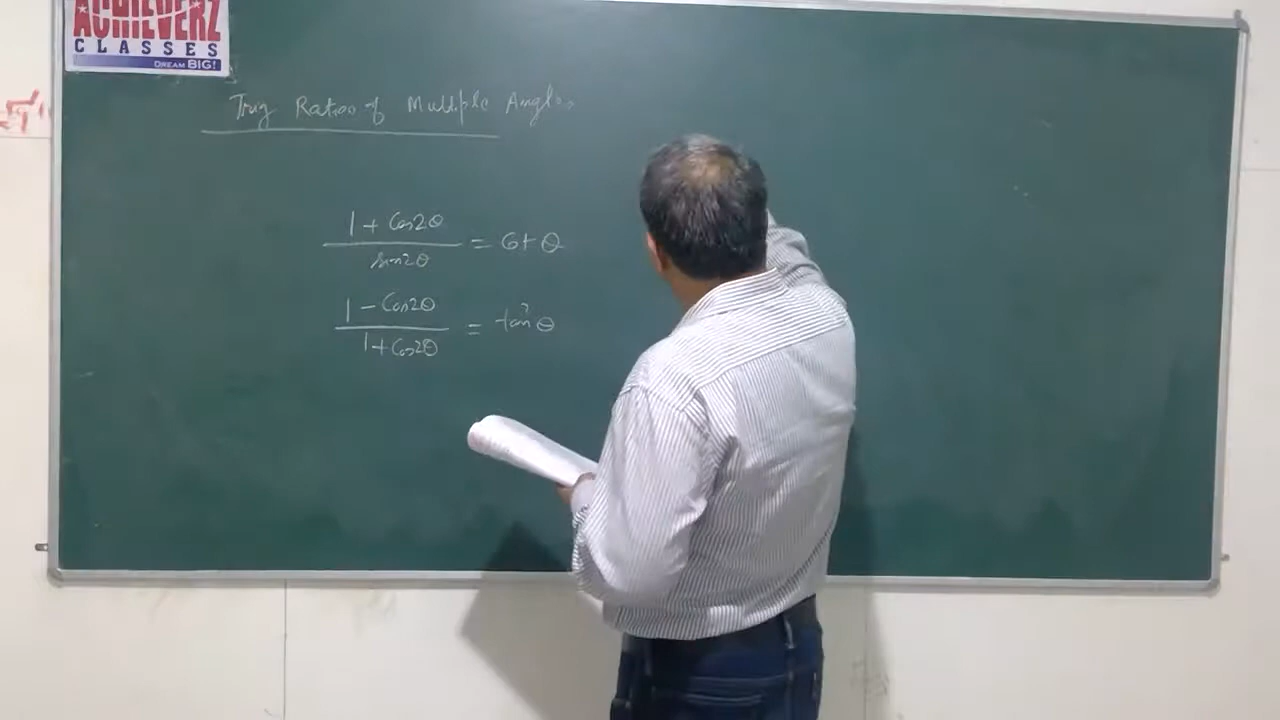 ACHIEVERZ
CLASSES
DREAM BIG!
Trig Ratios of Multiple Angles
1 + Cos2θ / sin2θ = Cot θ
1 - Cos2θ / 1 + Cos2θ = tan²θ